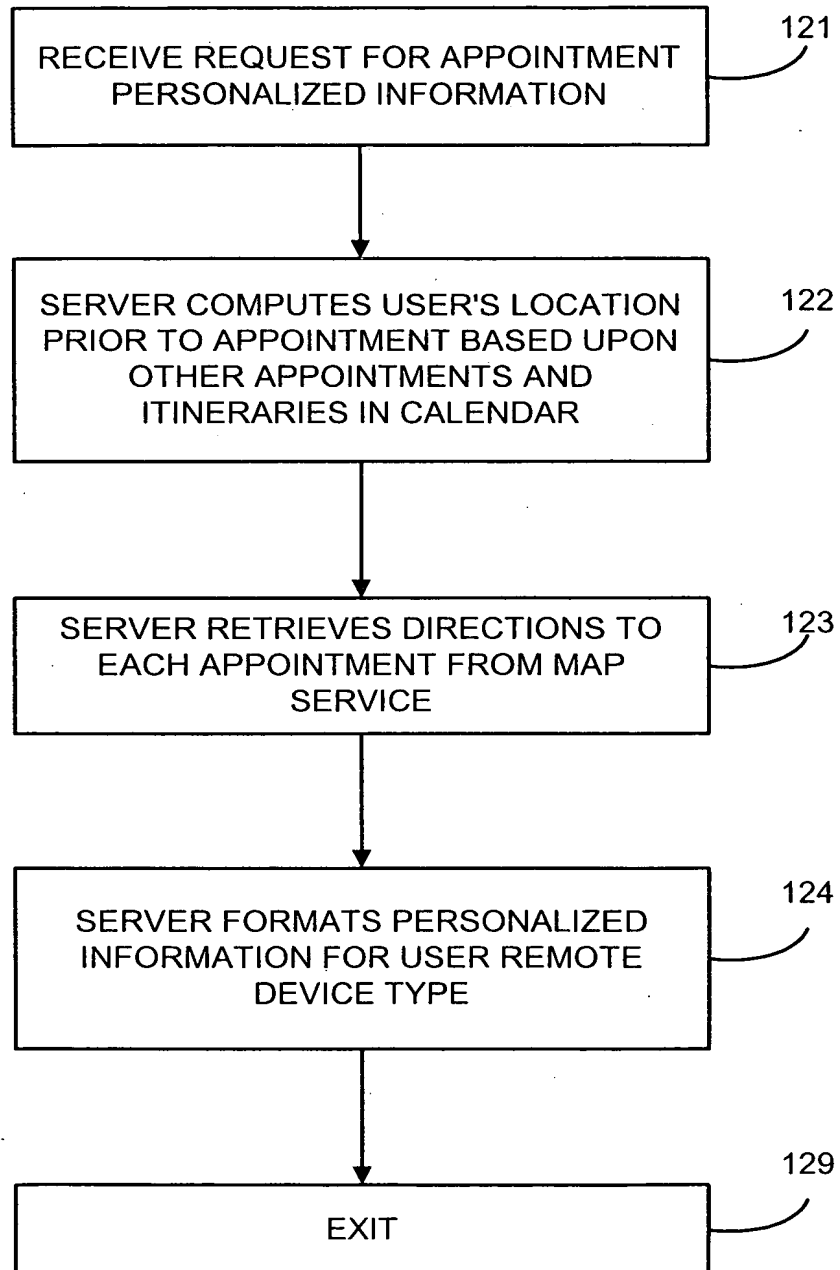 RECEIVE REQUEST FOR APPOINTMENT
PERSONALIZED INFORMATION
121
SERVER COMPUTES USER'S LOCATION
PRIOR TO APPOINTMENT BASED UPON
OTHER APPOINTMENTS AND
ITINERARIES IN CALENDAR
122
SERVER RETRIEVES DIRECTIONS TO
EACH APPOINTMENT FROM MAP
SERVICE
123
SERVER FORMATS PERSONALIZED
INFORMATION FOR USER REMOTE
DEVICE TYPE
124
EXIT
129